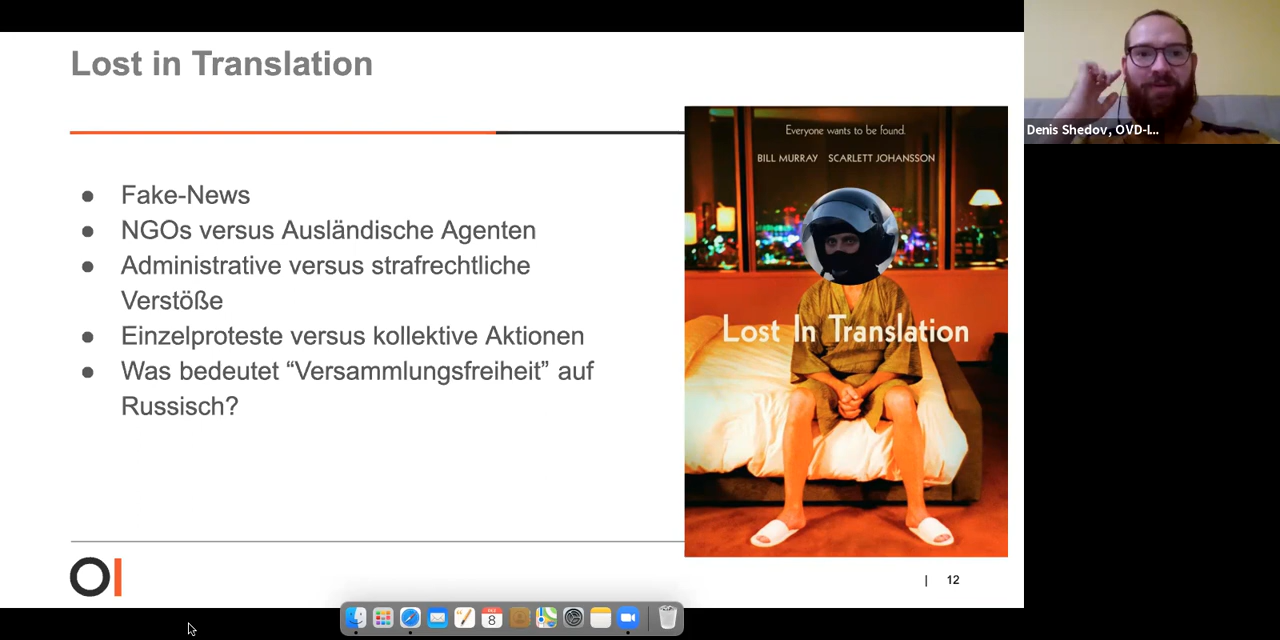 Lost in Translation
Fake-News
NGOs versus Ausländische Agenten
Administrative versus strafrechtliche
Verstöße
Einzelproteste versus kollektive Aktionen
Was bedeutet “Versammlungsfreiheit” auf
Russisch?
Everyone wants to be found.
BILL MURRAY SCARLETT JOHANSSON
Lost In Translation
OI
| 12
Denis Shedov, OVD-I...
8